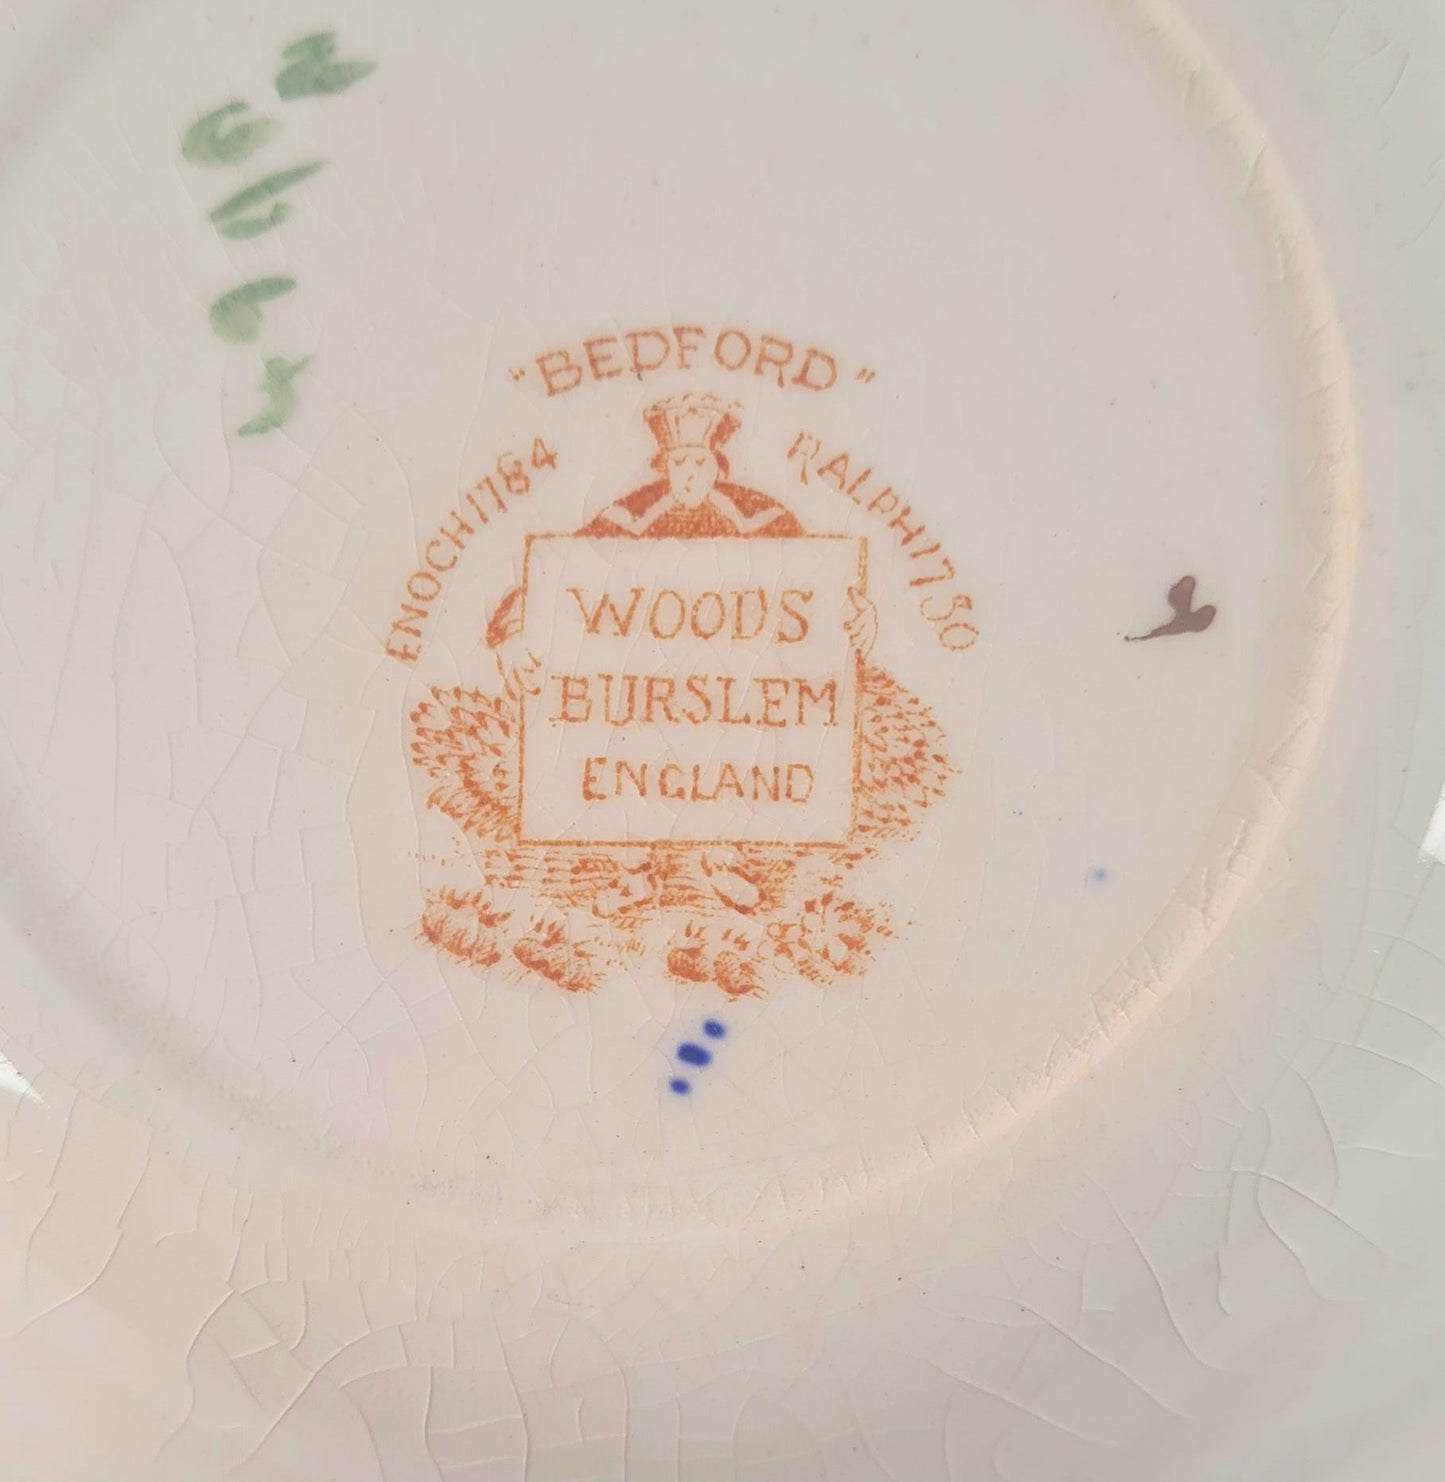 "BEDFORD"
ENOCH 1784
RALPH 1750
WOODS
BURSLEM
ENGLAND